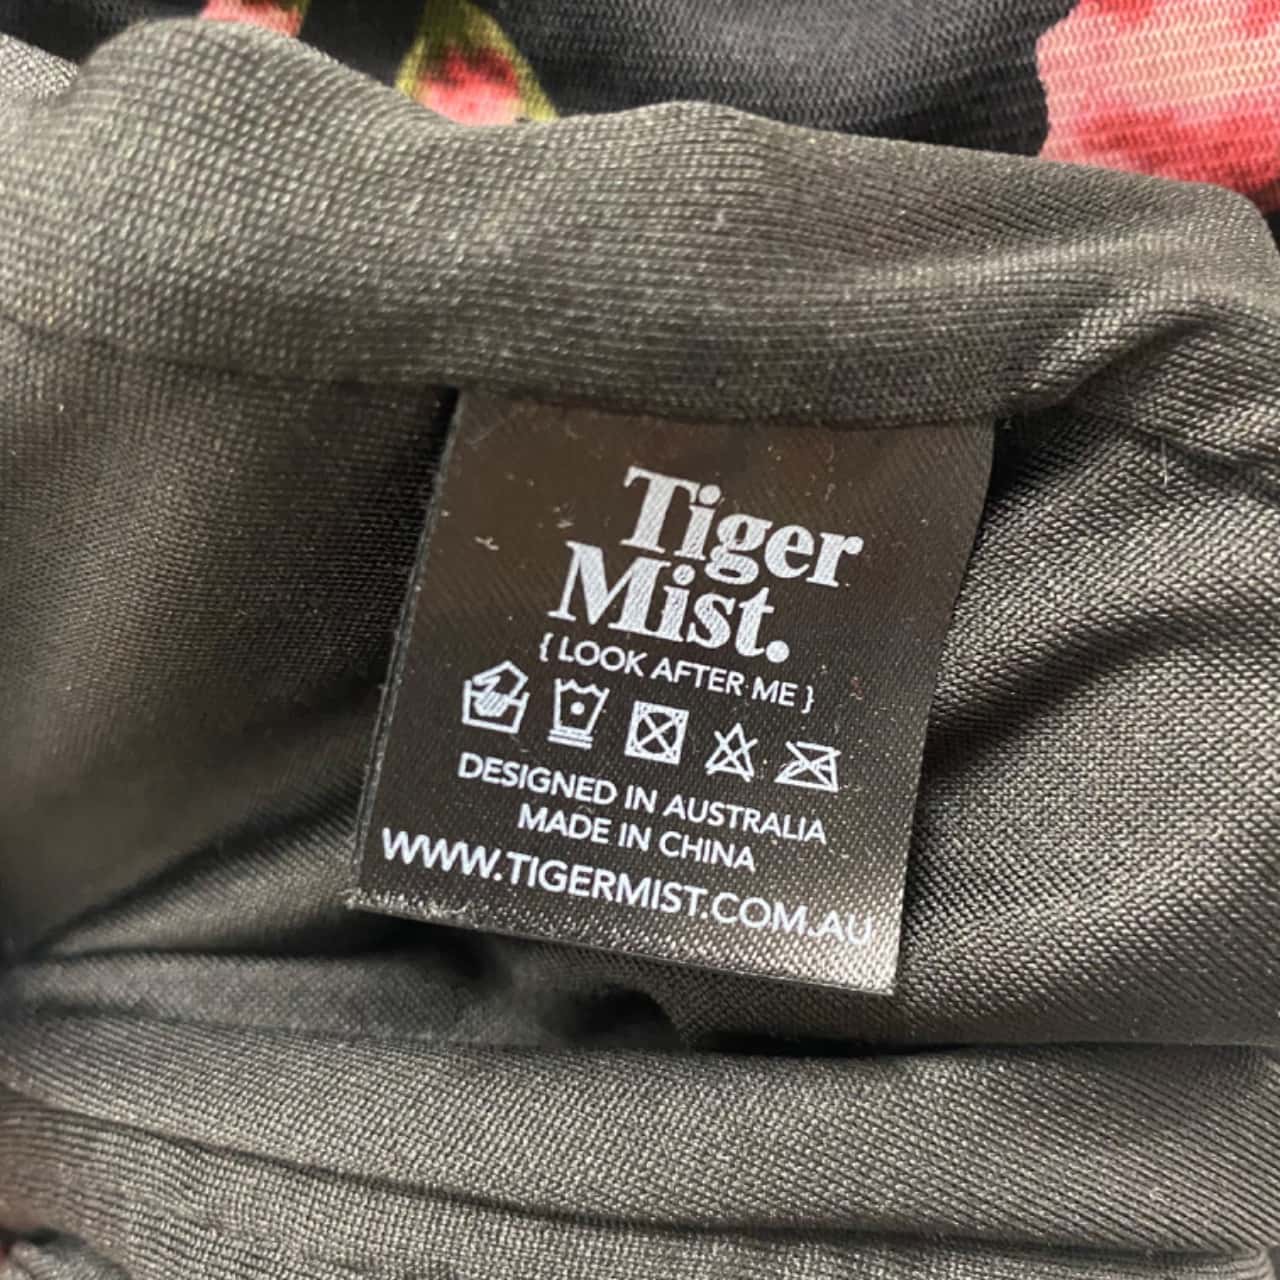 Tiger
Mist.
{ LOOK AFTER ME }
DESIGNED IN AUSTRALIA
MADE IN CHINA
WWW.TIGERMIST.COM.AU